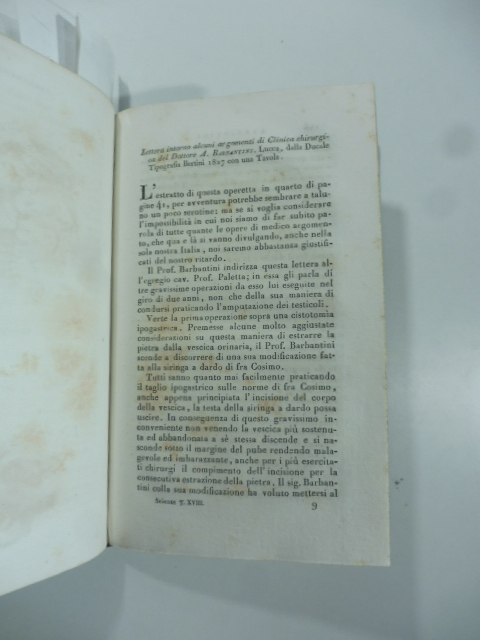 Lettera intorno alcuni argomenti di Clinica chirurgi-
ca del Dottore A. BARBANTINI. Lucca, dalla Ducale
Tipografia Bertini 1827 con una Tavola.
L'
estratto di questa operetta in quarto di pa-
gine 42, per avventura potrebbe sembrare a talu-
no un poco serotino: ma se si voglia considerare
l'impossibilità in cui noi siamo di far subito pa-
rola di tutte quante le opere di medico argomen-
to, che qua e là si vanno divulgando, anche nella
sola nostra Italia, noi saremo abbastanza giustifi-
cati del nostro ritardo.
Il Prof. Barbantini indirizza questa lettera al-
l'egregio cav. Prof. Paletta; in essa gli parla di
tre gravissime operazioni da esso lui eseguite nel
giro di due anni, non che della sua maniera di
condursi praticando l'amputazione dei testicoli.
Verte la prima operazione sopra una cistotomìa
ipogastrica. Premesse alcune molto aggiustate
considerazioni su questa maniera di estrarre la
pietra dalla vescica orinaria, il Prof. Barbantini
scende a discorrere di una sua modificazione fat-
ta alla siringa a dardo di fra Cosimo.
Tutti sanno quanto mai facilmente praticando
il taglio ipogastrico sulle norme di fra Cosimo,
anche appena principiata l'incisione del corpo
della vescica, la testa della siringa a dardo possa
uscire. In conseguenza di questo gravissimo in-
conveniente non venendo la vescica più sostenu-
ta ed abbandonata a sè stessa discende e si na-
sconde sotto il margine del pube rendendo mala-
gevole ed imbarazzante, anche per i più esercita-
ti chirurgi il compimento dell'incisione per la
consecutiva estrazione della pietra. Il sig. Barban-
tini colla sua modificazione ha voluto mettersi al
Scienze T. XVIII.
9